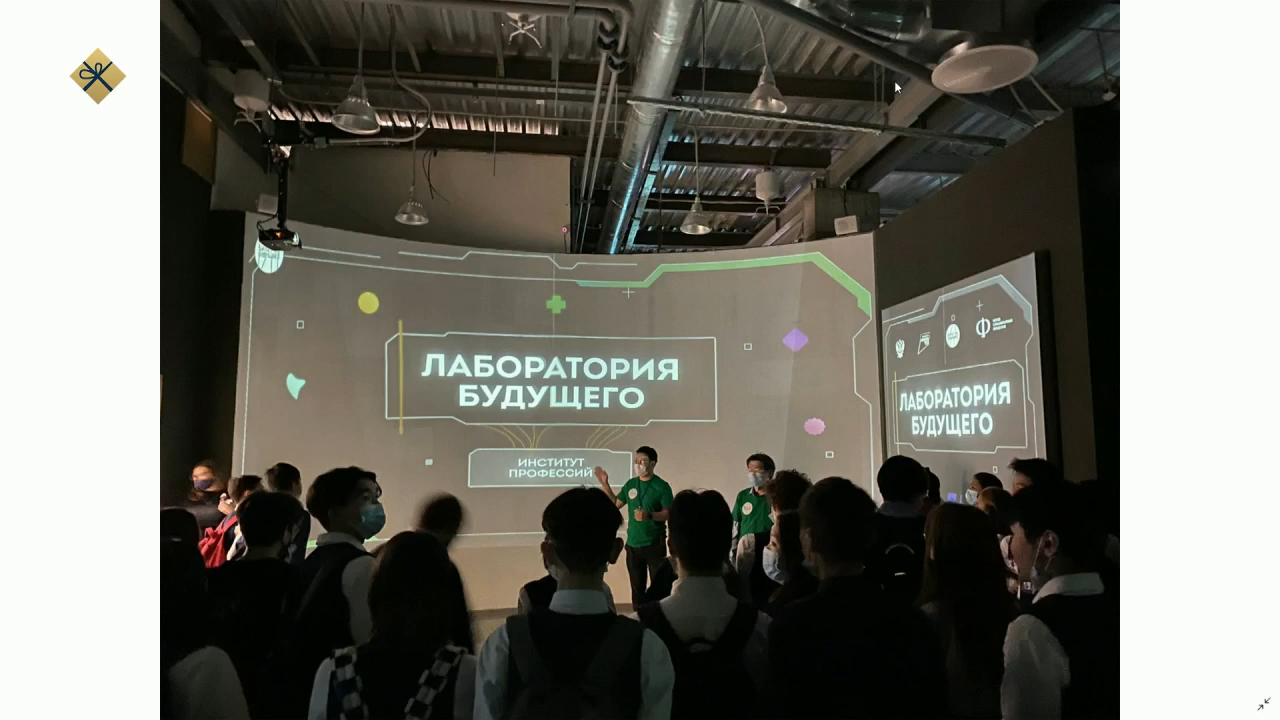 ЛАБОРАТОРИЯ
БУДУЩЕГО
ИНСТИТУТ
ПРОФЕССИЙ
ЛАБОРАТОРИЯ
БУДУЩЕГО